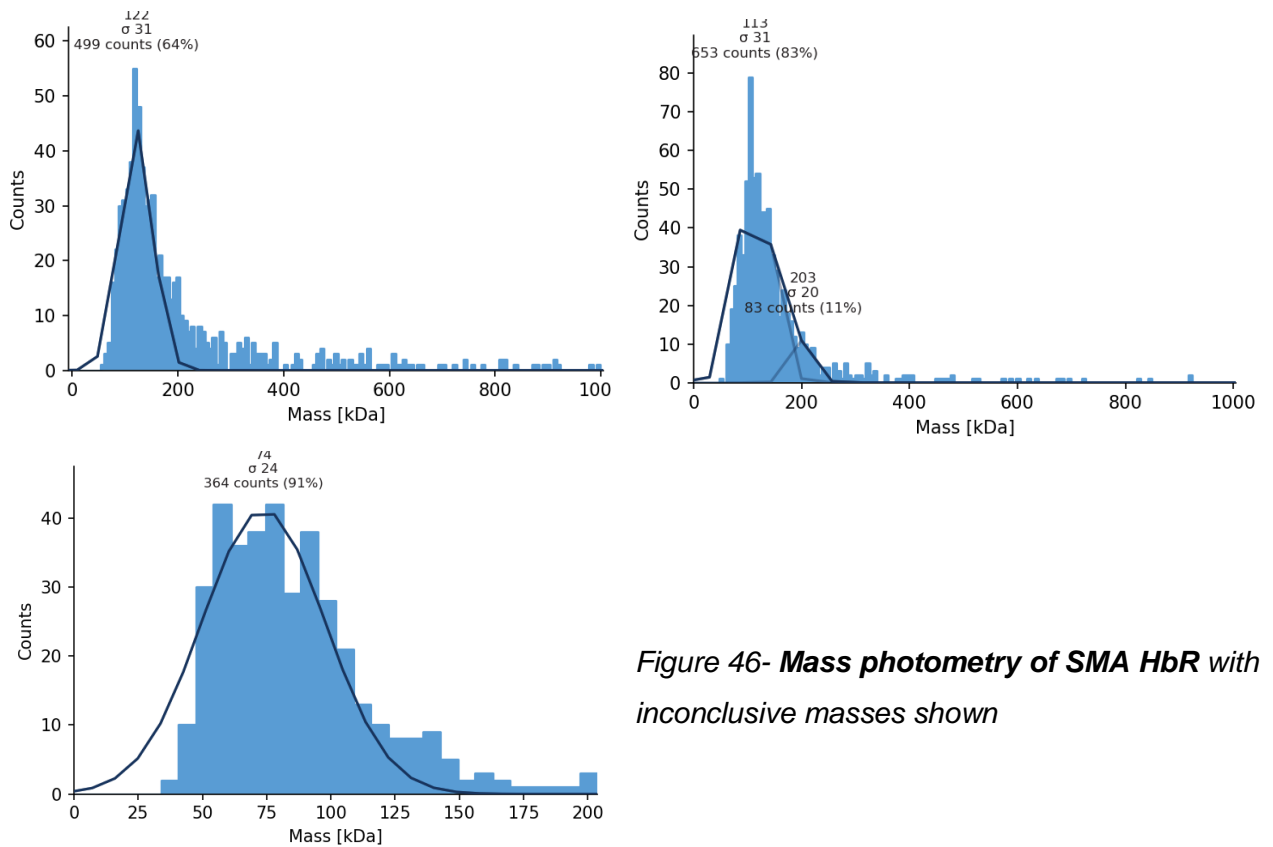 122
σ 31
499 counts (64%)
60
50
40
30
20
10
0
Counts
0 200 400 600 800 1000
Mass [kDa]
113
σ 31
653 counts (83%)
203
σ 20
83 counts (11%)
80
70
60
50
40
30
20
10
0
Counts
0 200 400 600 800 1000
Mass [kDa]
74
σ 24
364 counts (91%)
40
30
20
10
0
Counts
0 25 50 75 100 125 150 175 200
Mass [kDa]
Figure 46- Mass photometry of SMA HbR with
inconclusive masses shown